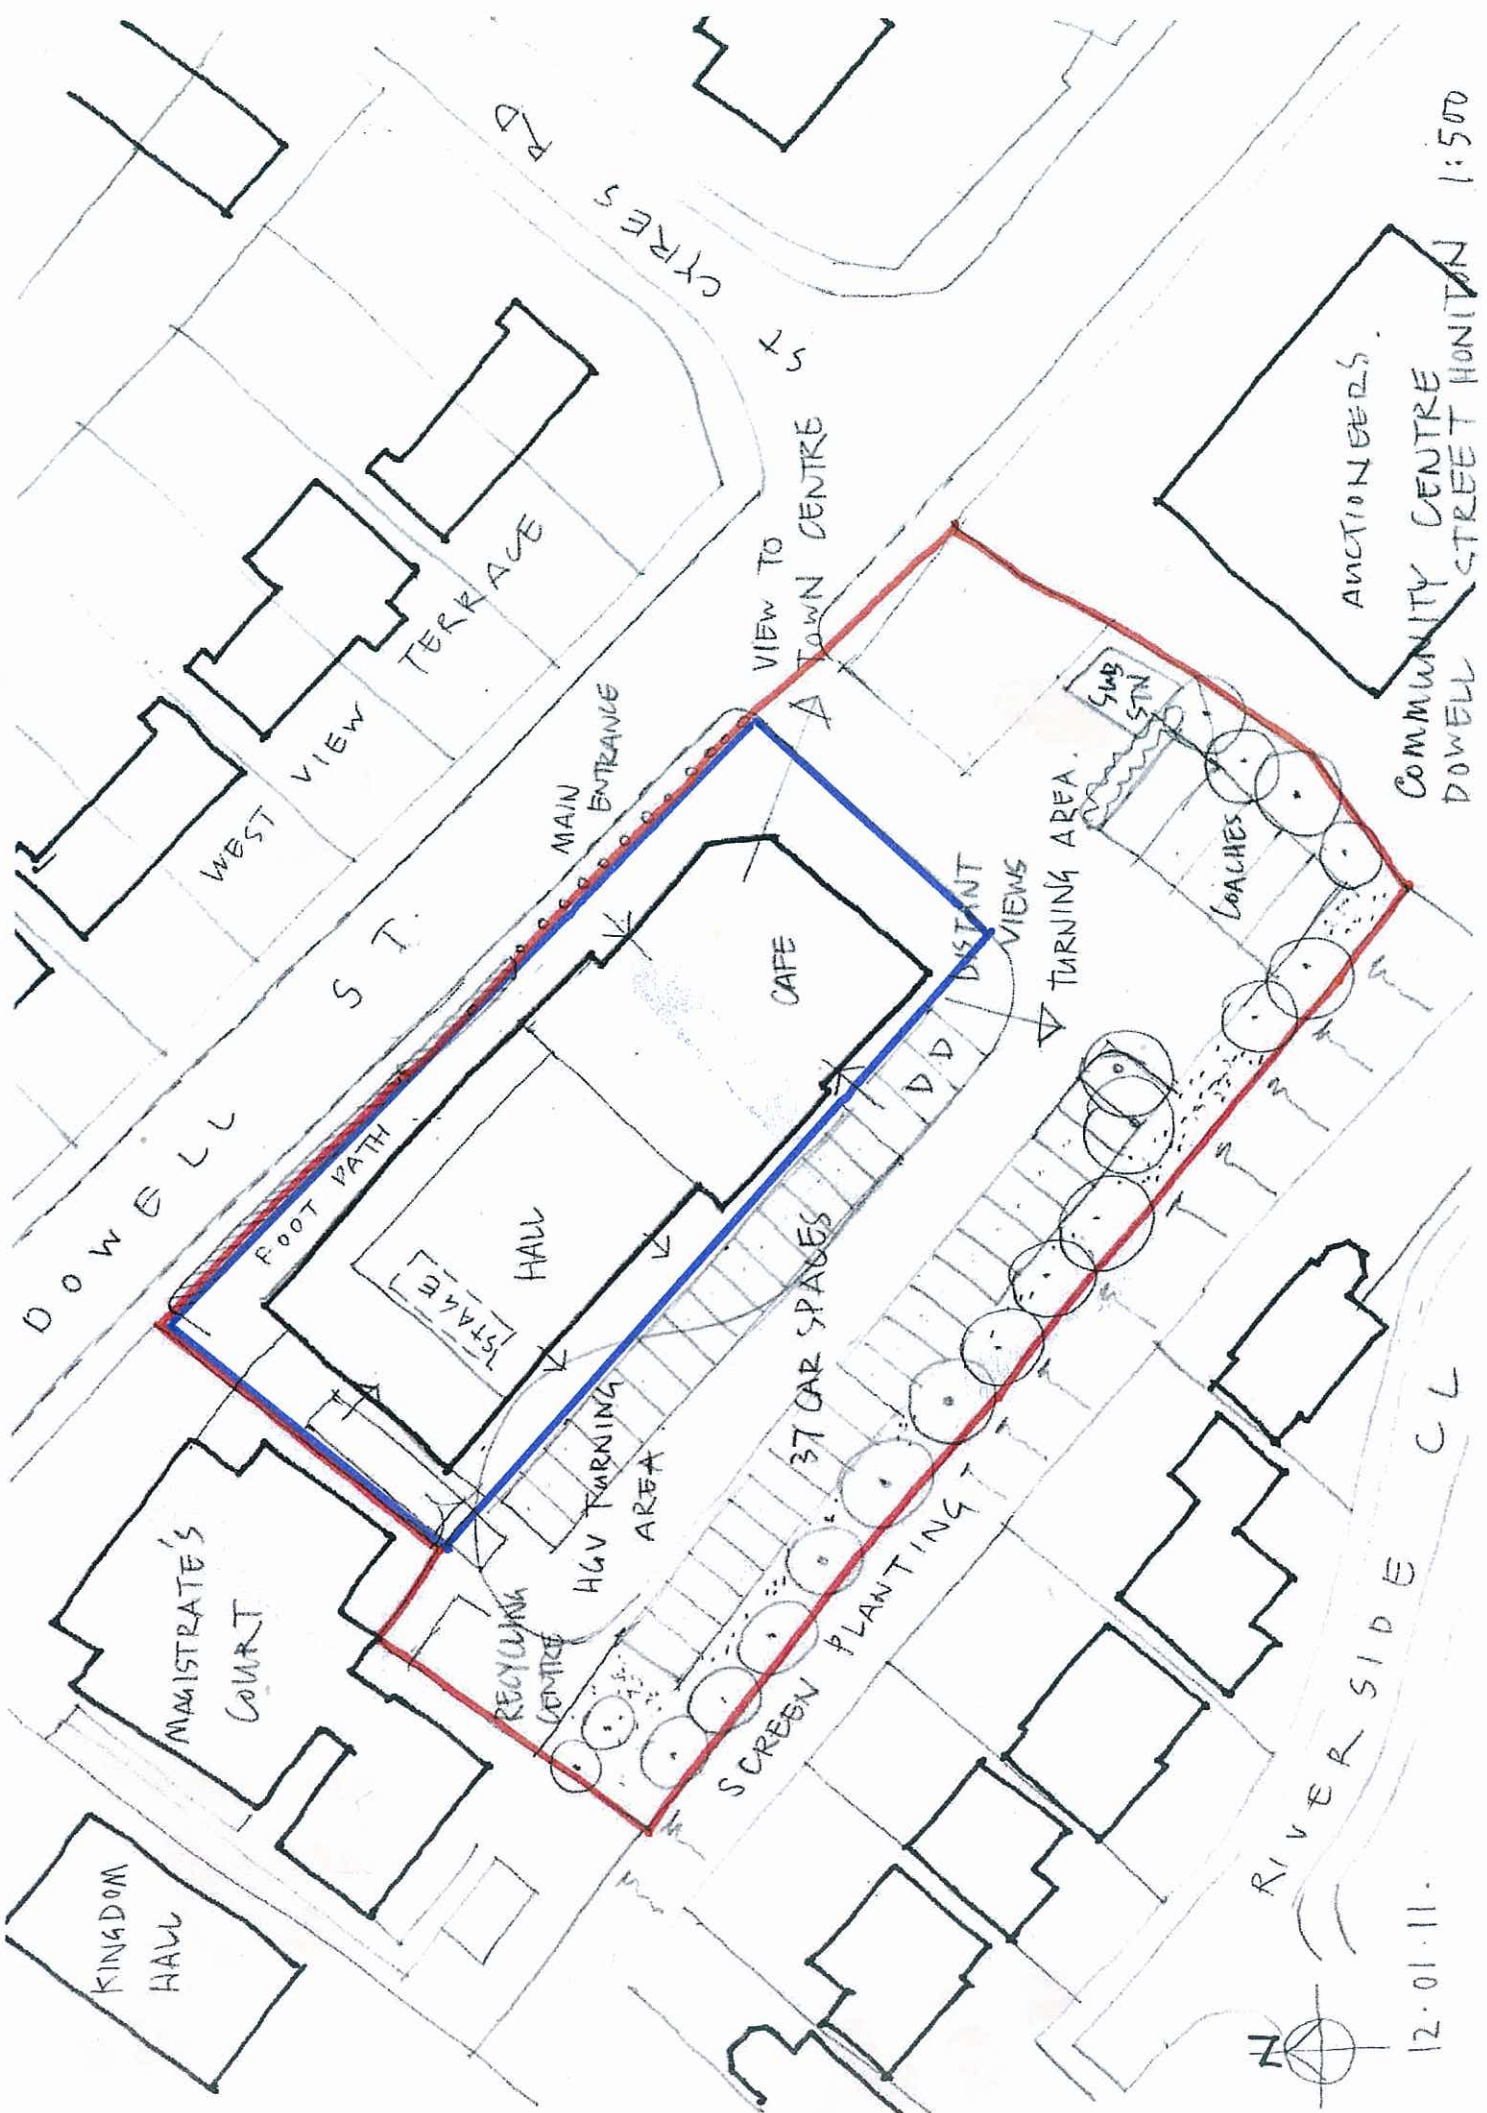 DOWELL ST.
WEST VIEW
TERRACE
ST CYRES RD
KINGDOM
HALL
MAGISTRATE'S
COURT
FOOT PATH
MAIN
ENTRANCE
VIEW TO
TOWN CENTRE
STAGE
HALL
CAFE
DISTANT
VIEWS
TURNING AREA.
SUB
STN
COACHES
D D
HGV TURNING
AREA
RECYCLING
CENTRE
37 CAR SPACES
SCREEN PLANTING
AUCTIONEERS.
RIVERSIDE CL
N
12.01.11.
COMMUNITY CENTRE
DOWELL STREET HONITON 1:500